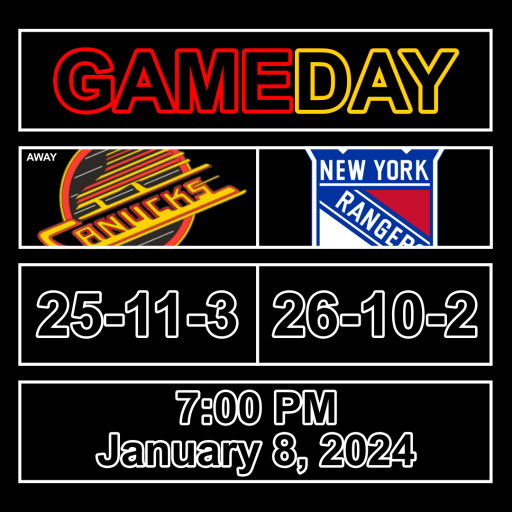 GAMEDAY
AWAY
CANUCKS
NEW YORK
RANGERS
25-11-3
26-10-2
7:00 PM
January 8, 2024